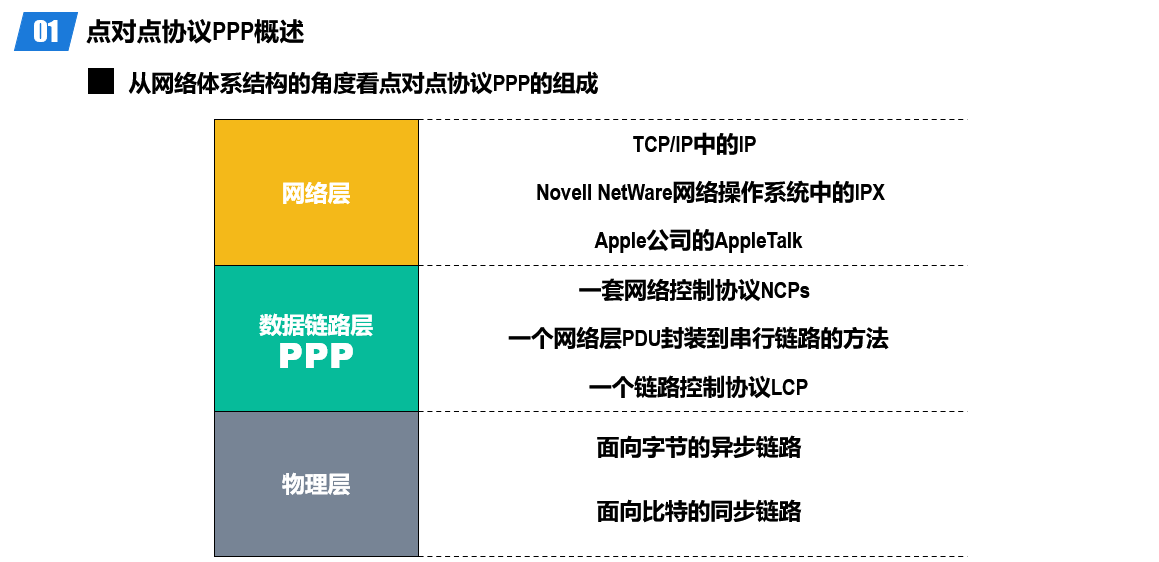 01 点对点协议PPP概述
从网络体系结构的角度看点对点协议PPP的组成
网络层
TCP/IP中的IP
Novell NetWare网络操作系统中的IPX
Apple公司的AppleTalk
数据链路层
PPP
一套网络控制协议NCPs
一个网络层PDU封装到串行链路的方法
一个链路控制协议LCP
物理层
面向字节的异步链路
面向比特的同步链路